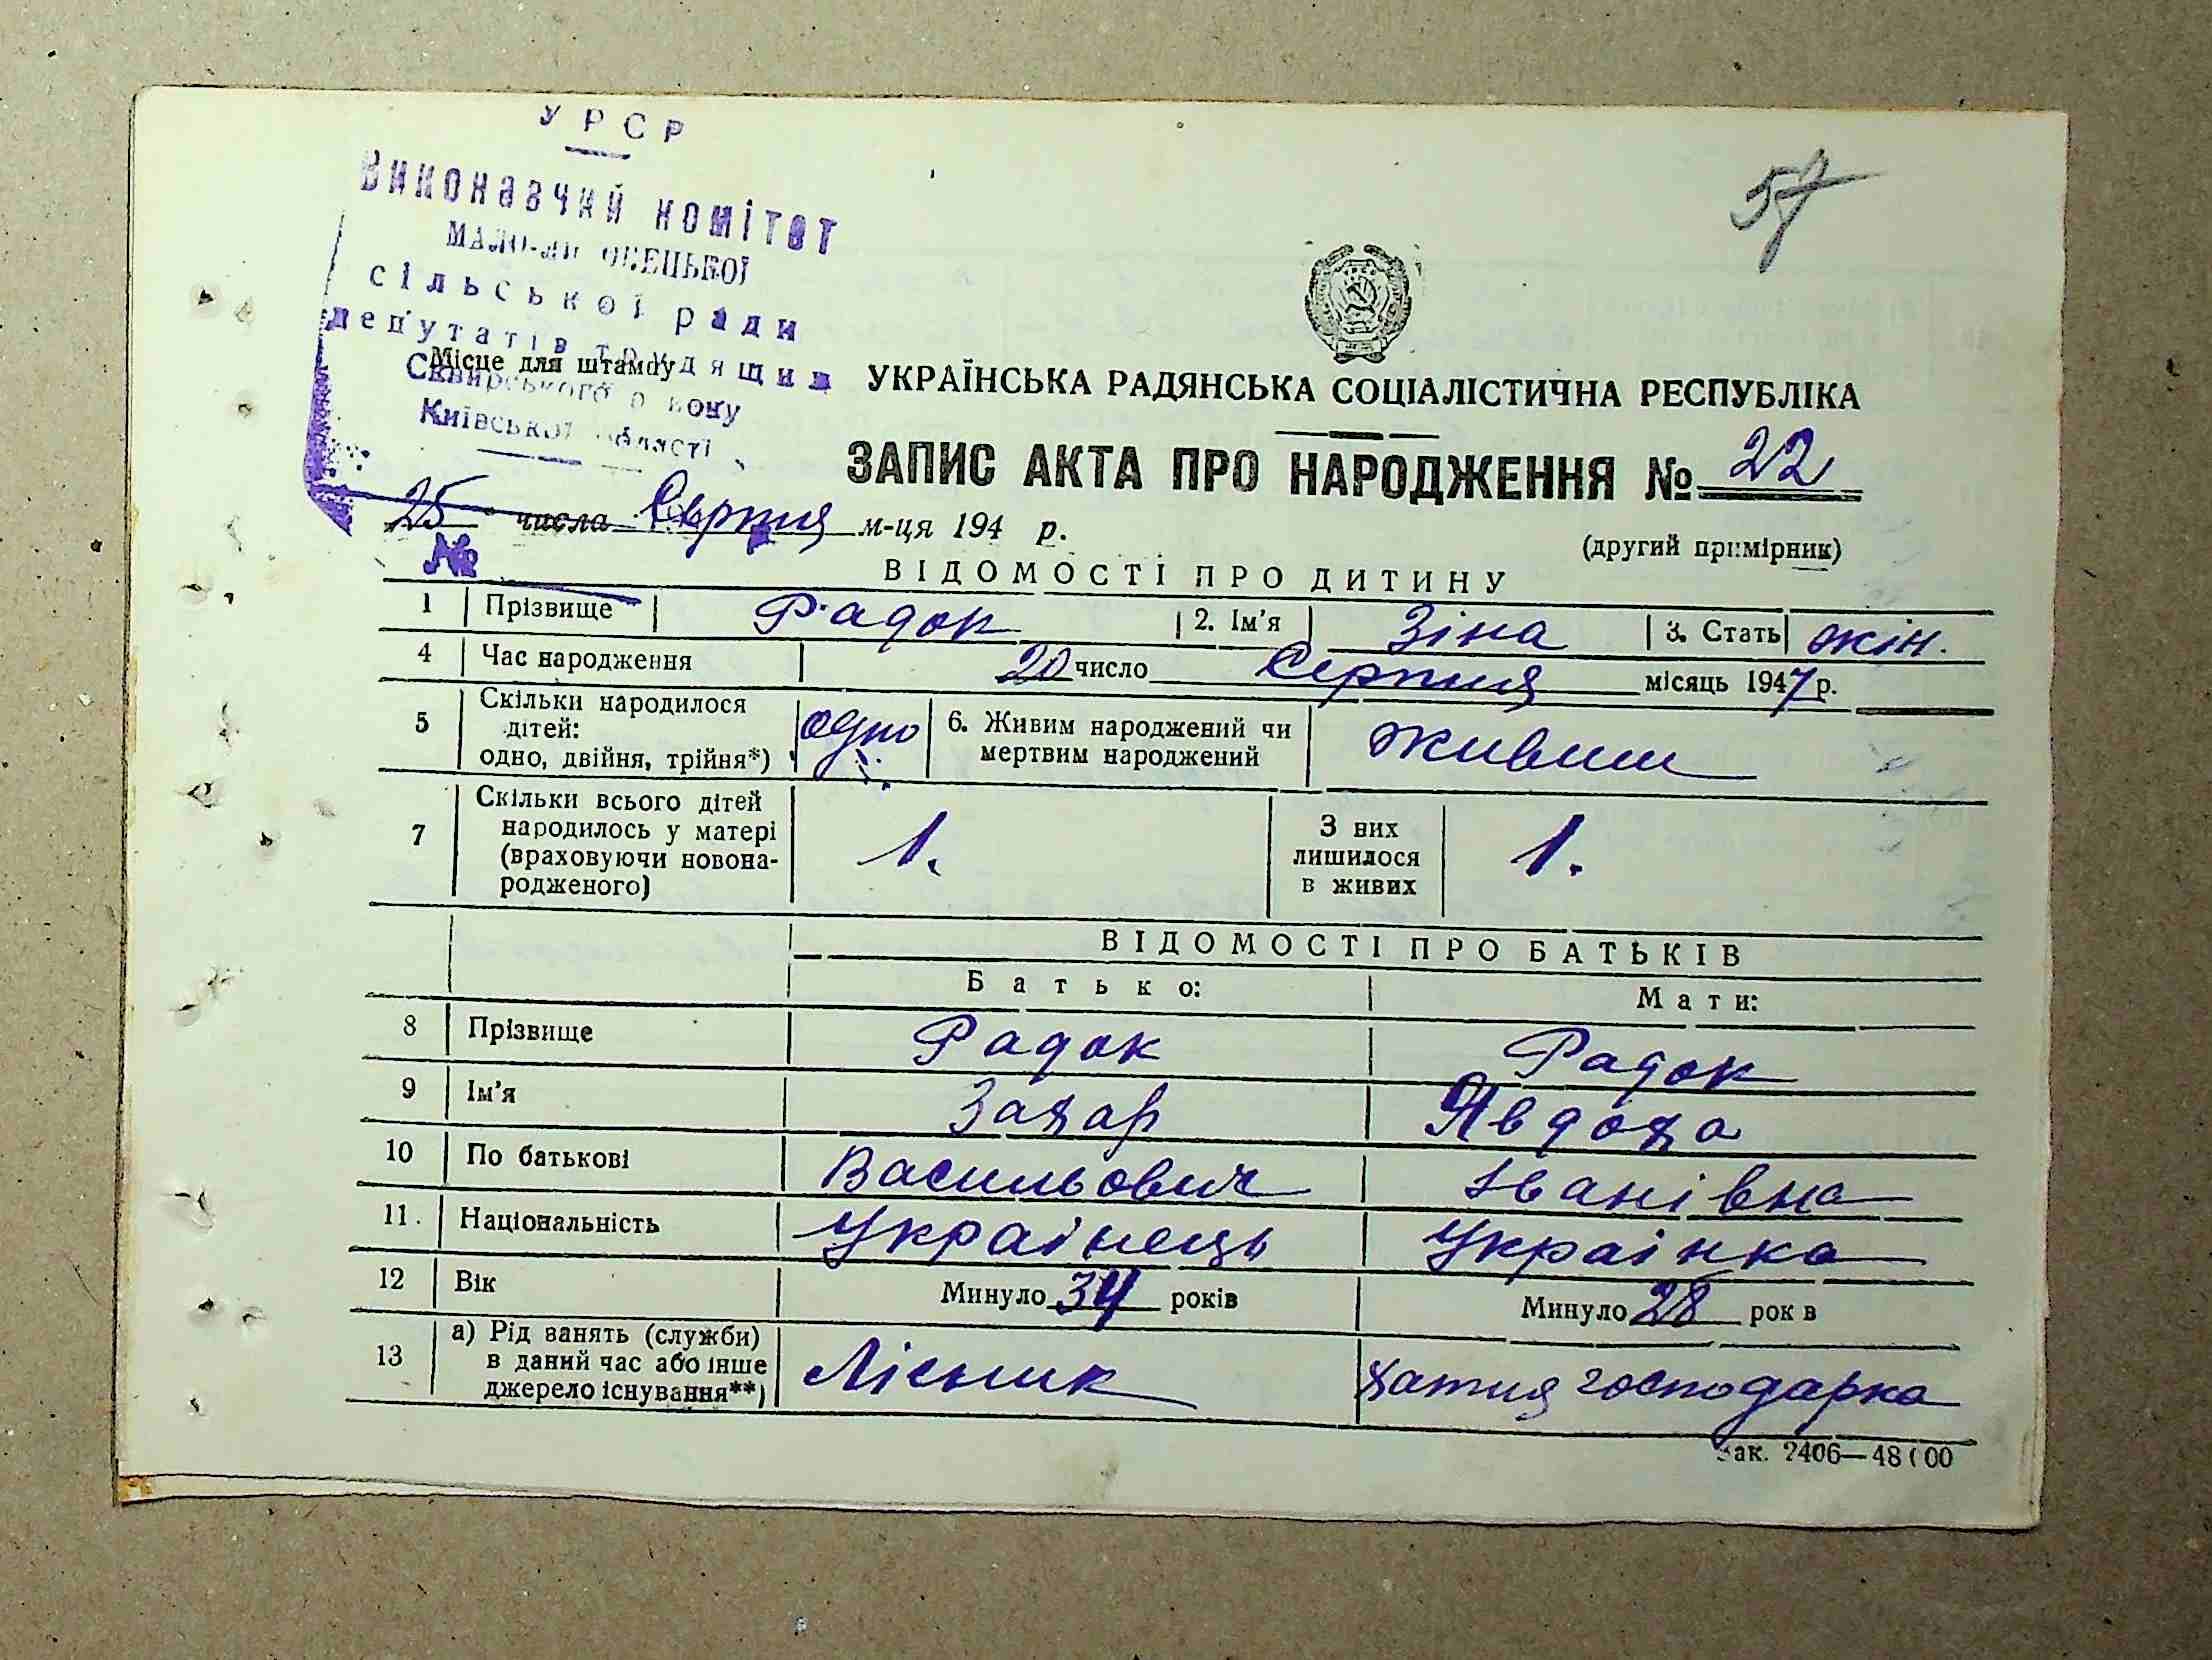 УРСР
57
Виконавчий комітет
сільської ради
депутатів трудящих
Місце для штампу
Сквирського району
Київської області
УКРАЇНСЬКА РАДЯНСЬКА СОЦІАЛІСТИЧНА РЕСПУБЛІКА
ЗАПИС АКТА ПРО НАРОДЖЕННЯ № 22
25 числа Серпня м-ця 194 р.
(другий примірник)
№
ВІДОМОСТІ ПРО ДИТИНУ
1 Прізвище Радок 2. Ім'я Зіна 3. Стать жін.
4 Час народження 20 число Серпня місяць 1947 р.
5 Скільки народилося дітей: одно, двійня, трійня*) одно 6. Живим народжений чи мертвим народжений живим
7 Скільки всього дітей народилось у матері (враховуючи новона-родженого) 1. З них лишилося в живих 1.
ВІДОМОСТІ ПРО БАТЬКІВ
Батько: Мати:
8 Прізвище Радок Радок
9 Ім'я Захар Явдоха
10 По батькові Васильович Іванівна
11. Національність Українець Українка
12 Вік Минуло 34 років Минуло 28 рок в
13 а) Рід занять (служби) в даний час або інше джерело існування**) Лісник хатня господарка
Зак. 2406—48 00